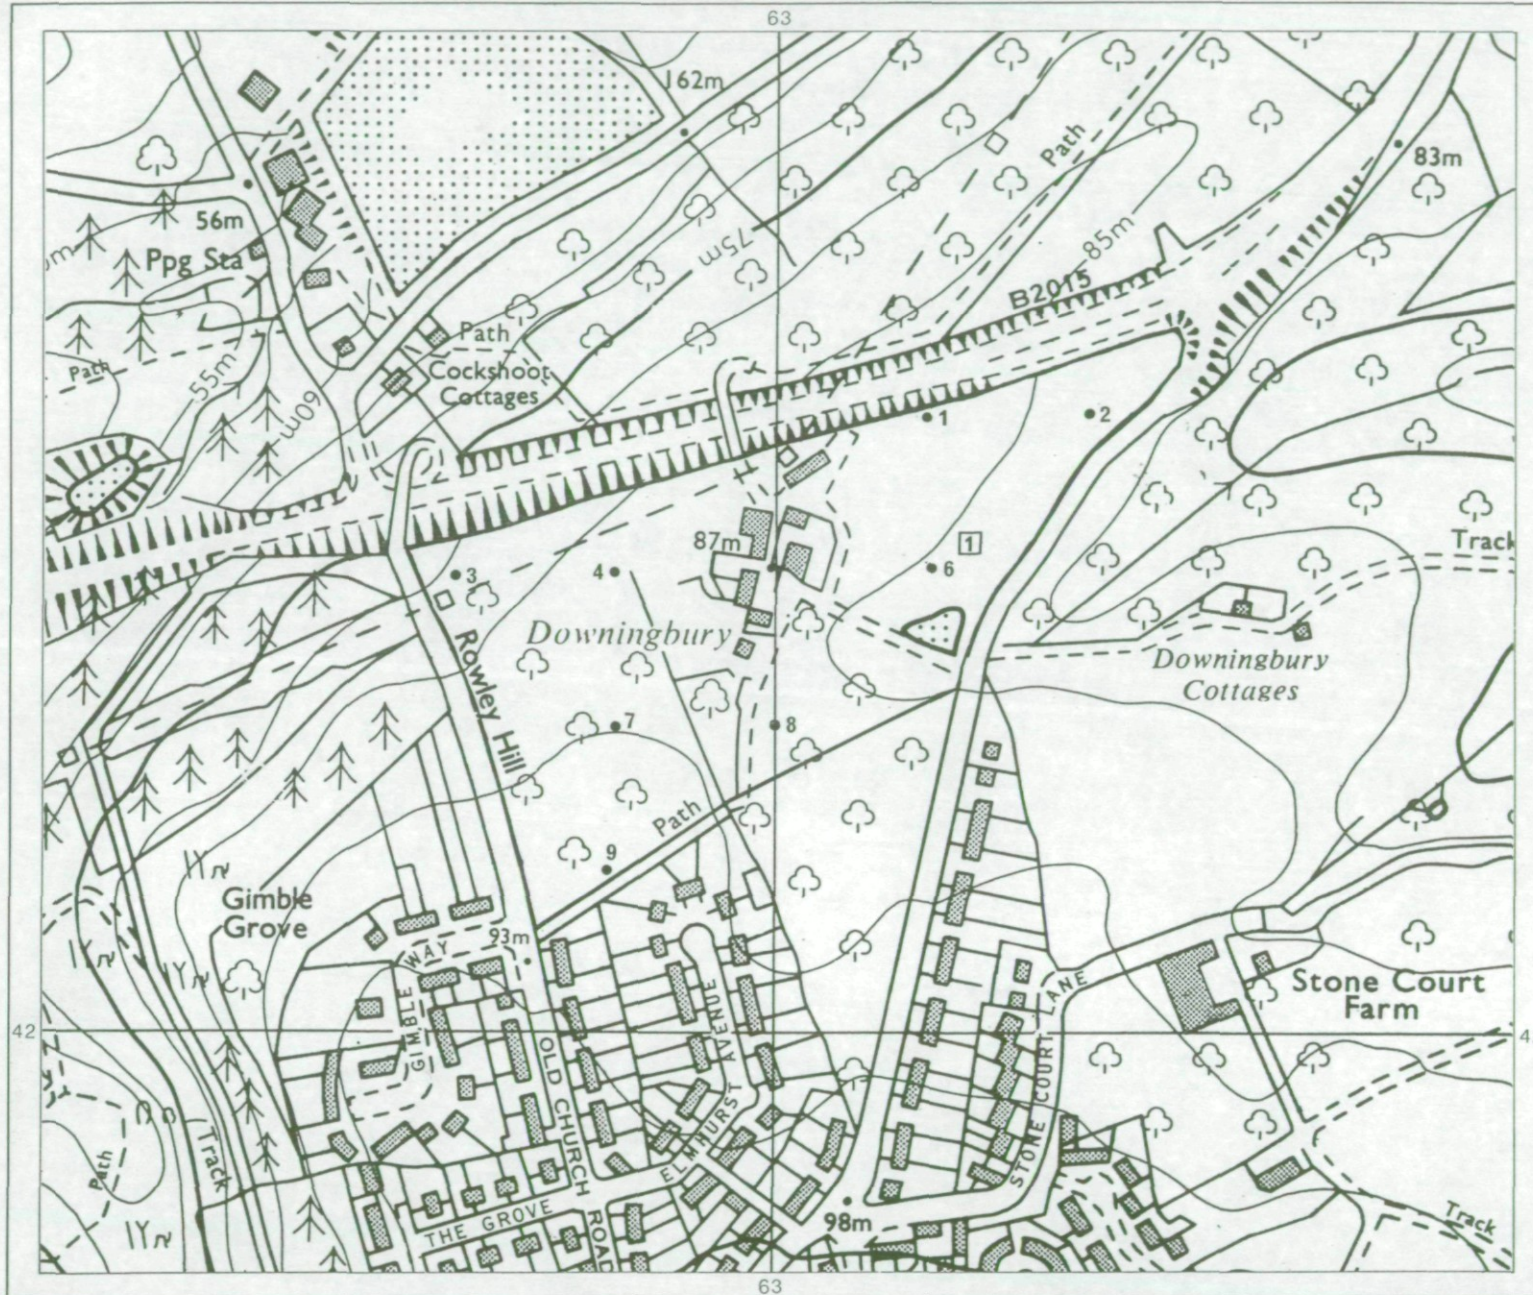 63
162m
Path
83m
56m
Ppg Sta
75m
85m
B2015
Path
Cockshoot
Cottages
Path
55m
60m
1
2
87m
1
Track
3
4
6
Downingbury
Rowley Hill
Downingbury
Cottages
7
8
Path
9
Gimble
Grove
93m
GIMBLE WAY
Stone Court
Farm
42
4
ELMHURST AVENUE
STONE COURT LANE
OLD CHURCH ROAD
Path
Track
THE GROVE
98m
Track
63